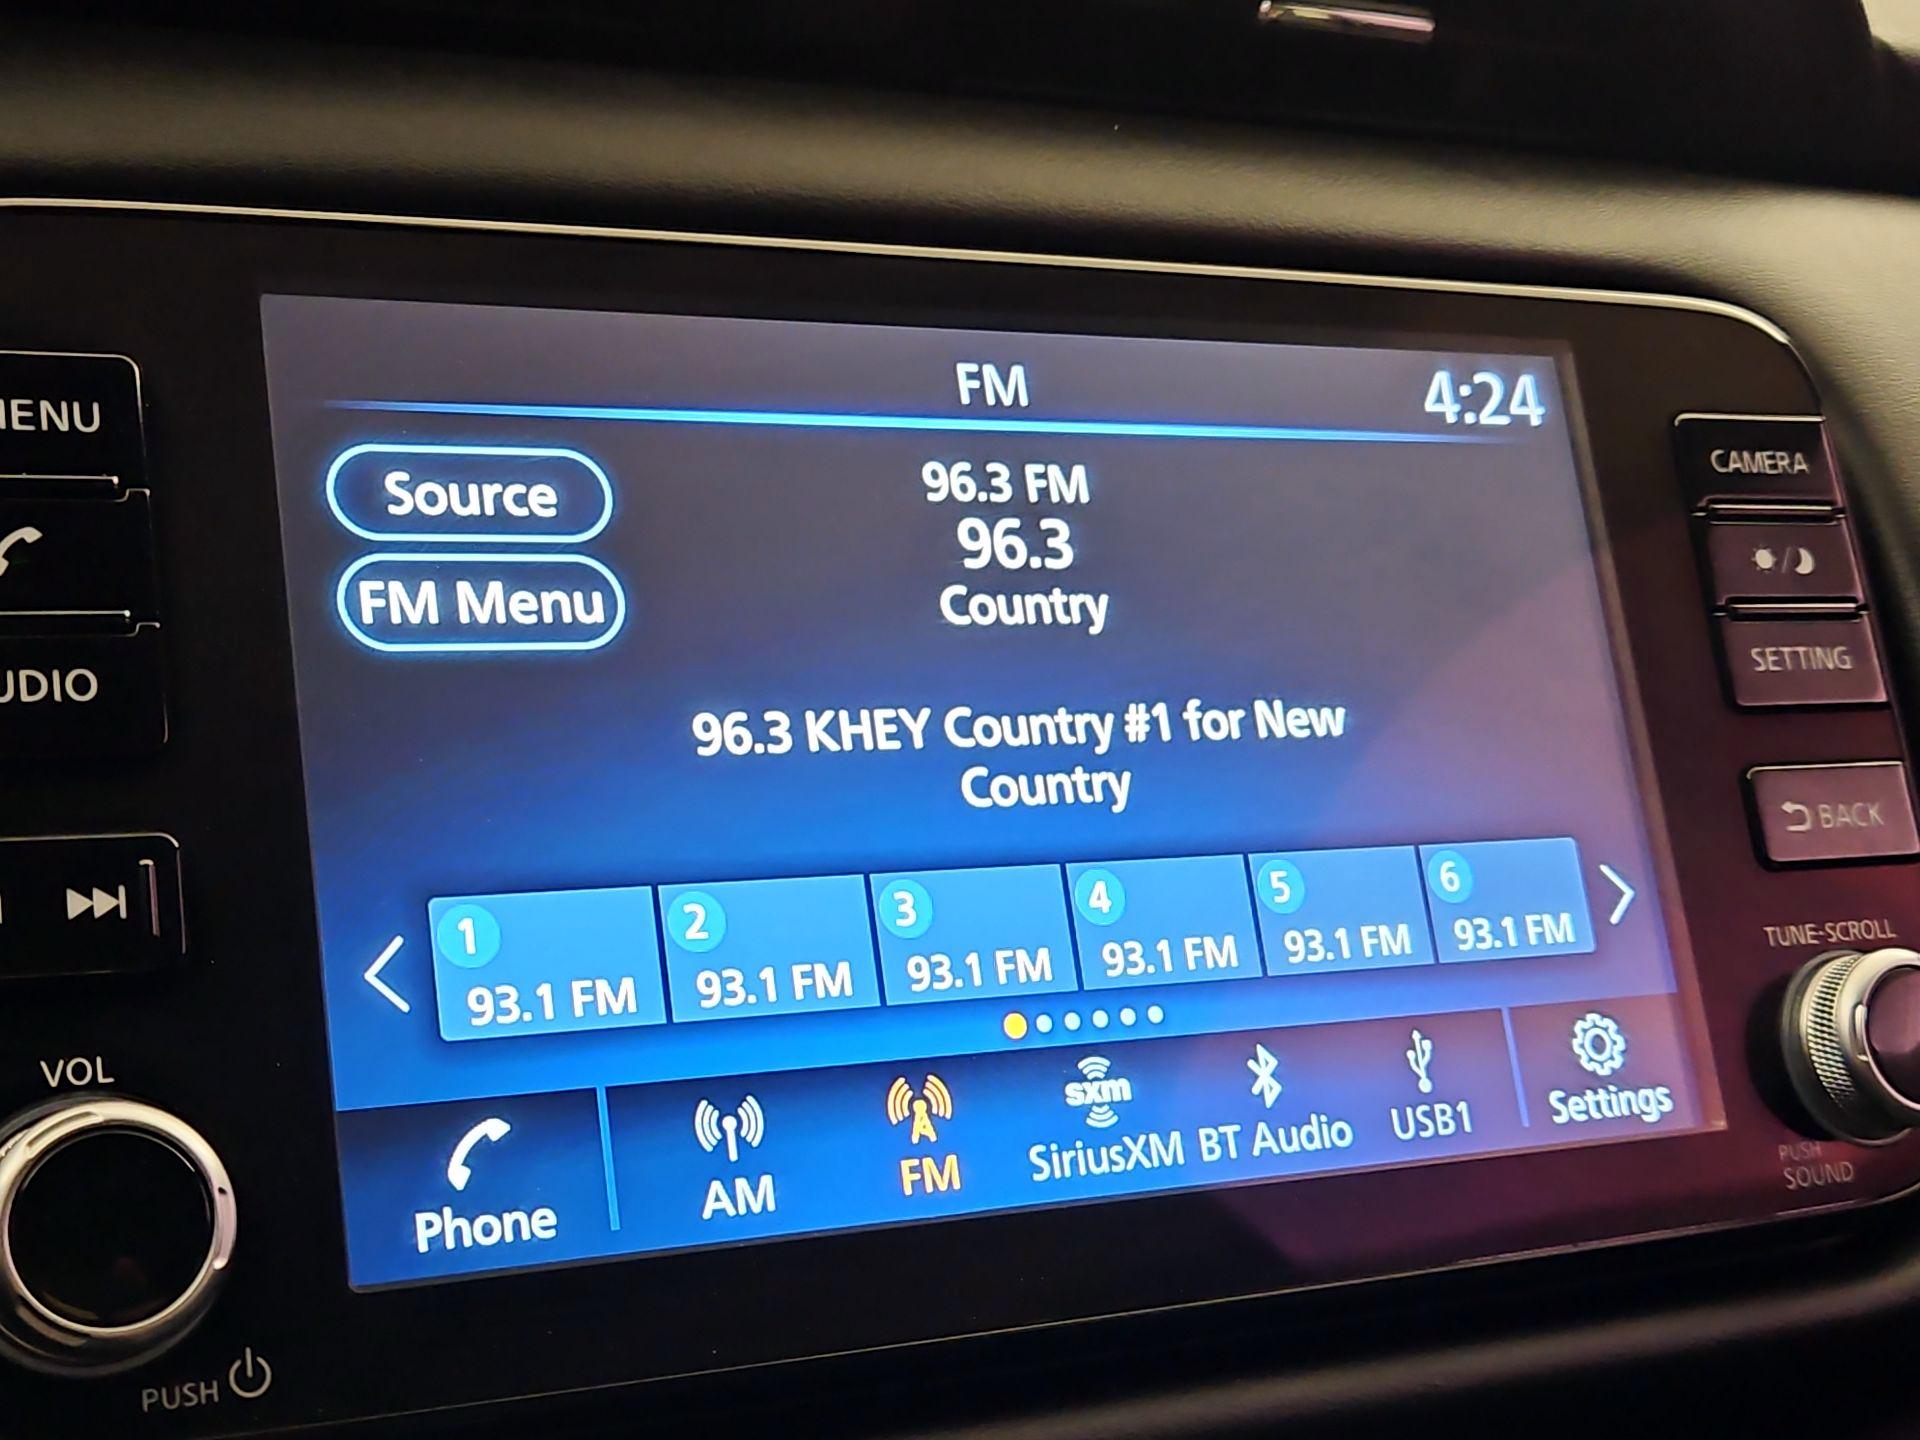 FM
4:24
MENU
CAMERA
Source
96.3 FM
96.3
FM Menu
Country
SETTING
96.3 KHEY Country #1 for New
Country
BACK
1
2
3
4
5
6
93.1 FM
93.1 FM
93.1 FM
93.1 FM
93.1 FM
93.1 FM
TUNE-SCROLL
VOL
sxm
Phone
AM
FM
SiriusXM
BT Audio
USB1
Settings
PUSH
SOUND
PUSH